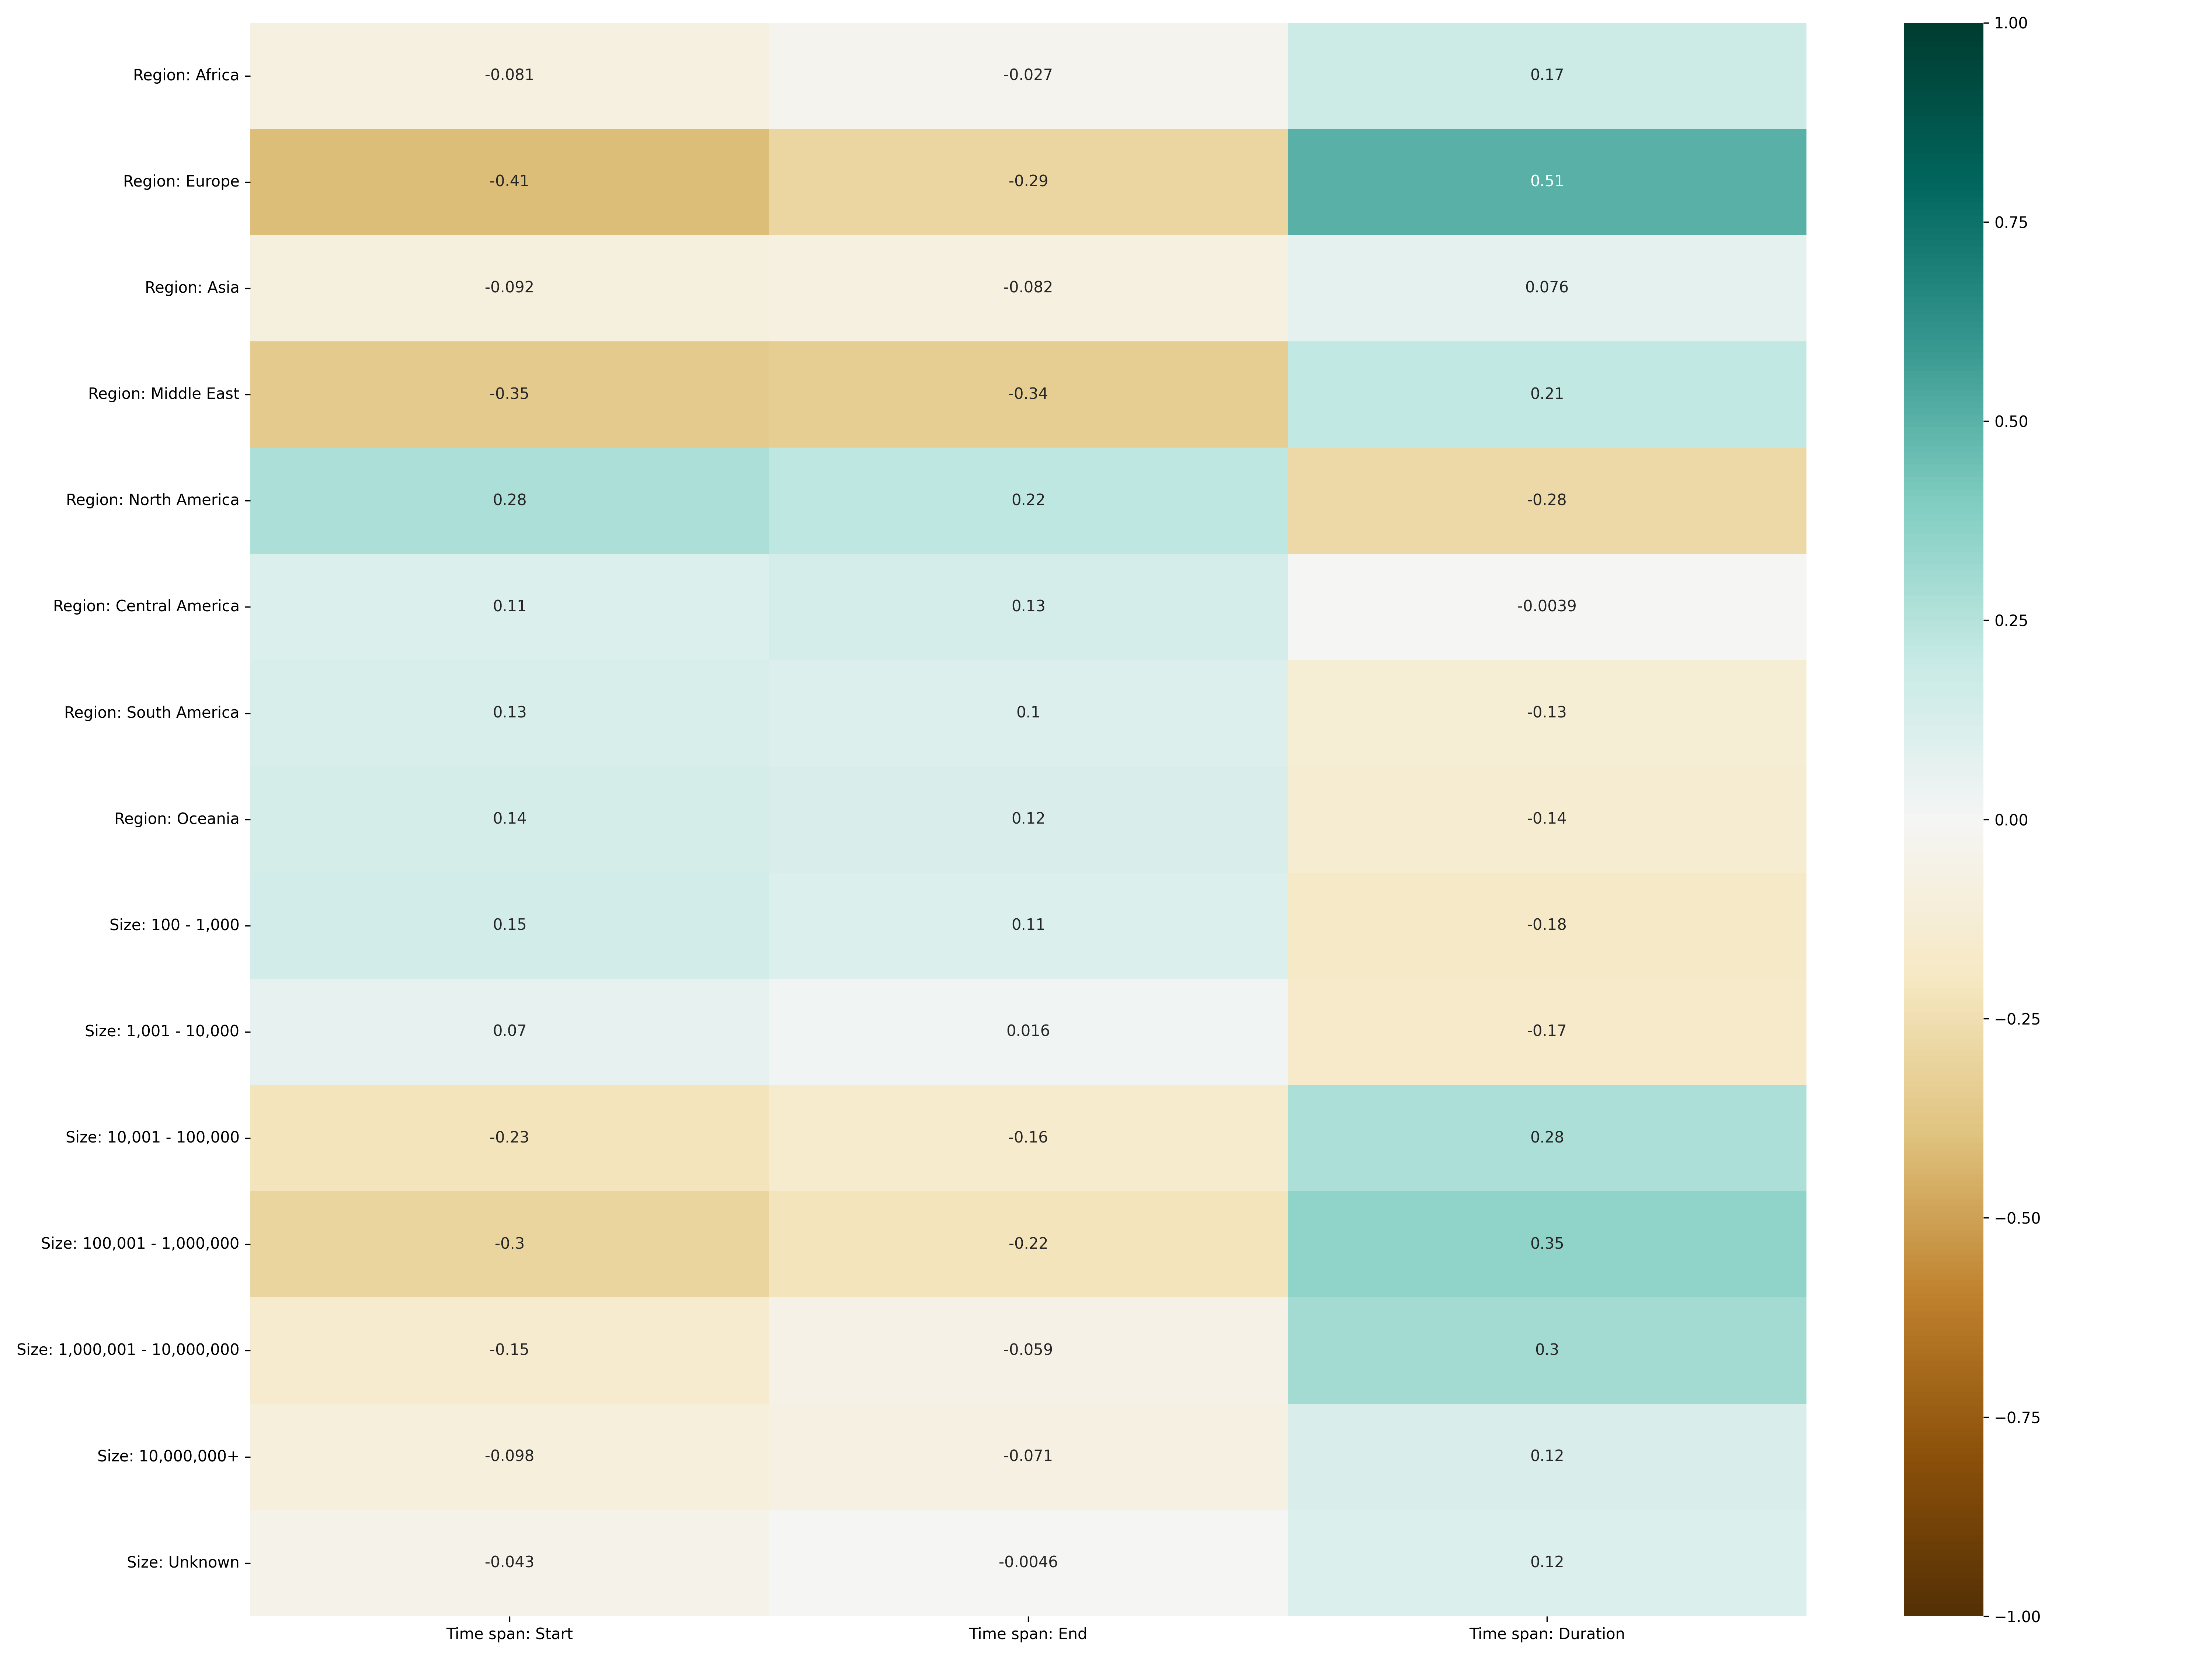 Region: Africa -0.081 -0.027 0.17
Region: Europe -0.41 -0.29 0.51
Region: Asia -0.092 -0.082 0.076
Region: Middle East -0.35 -0.34 0.21
Region: North America 0.28 0.22 -0.28
Region: Central America 0.11 0.13 -0.0039
Region: South America 0.13 0.1 -0.13
Region: Oceania 0.14 0.12 -0.14
Size: 100 - 1,000 0.15 0.11 -0.18
Size: 1,001 - 10,000 0.07 0.016 -0.17
Size: 10,001 - 100,000 -0.23 -0.16 0.28
Size: 100,001 - 1,000,000 -0.3 -0.22 0.35
Size: 1,000,001 - 10,000,000 -0.15 -0.059 0.3
Size: 10,000,000+ -0.098 -0.071 0.12
Size: Unknown -0.043 -0.0046 0.12
Time span: Start Time span: End Time span: Duration
1.00
0.75
0.50
0.25
0.00
−0.25
−0.50
−0.75
−1.00